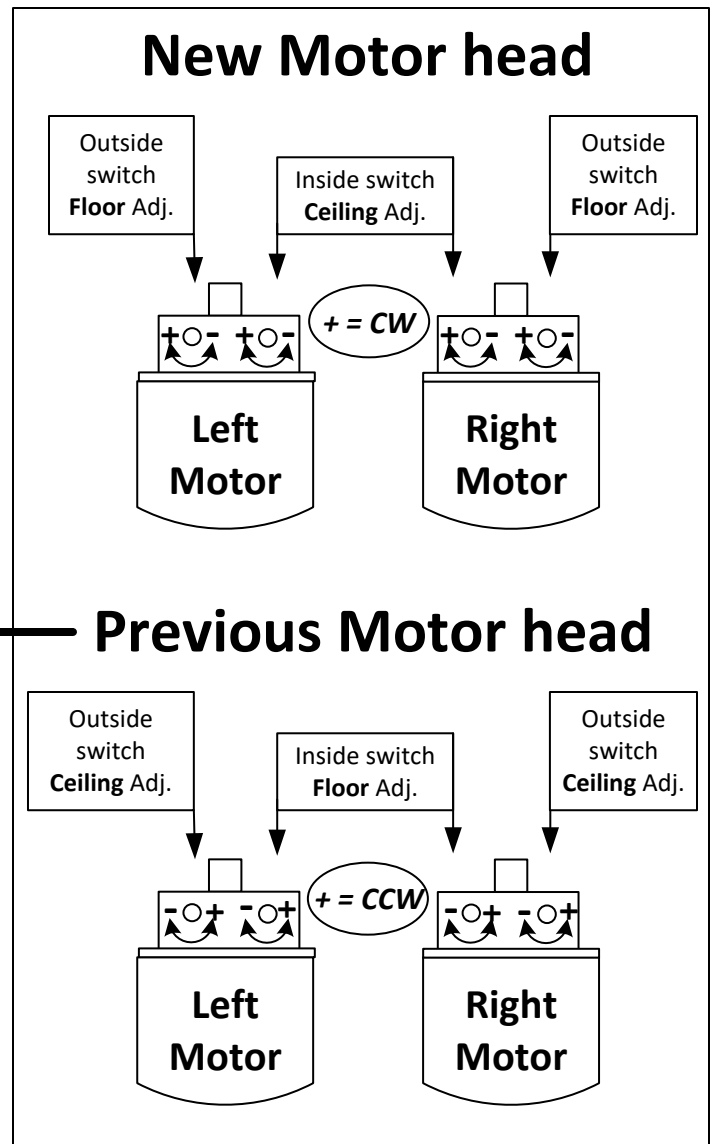 New Motor head
Outside
switch
Floor Adj.
Inside switch
Ceiling Adj.
Outside
switch
Floor Adj.
+ = CW
+ - + -
+ - + -
Left
Motor
Right
Motor
Previous Motor head
Outside
switch
Ceiling Adj.
Inside switch
Floor Adj.
Outside
switch
Ceiling Adj.
+ = CCW
- + - +
- + - +
Left
Motor
Right
Motor